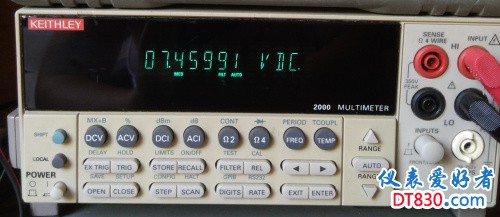 KEITHLEY
SENSE
Ω 4 WIRE
INPUT
HI
07.45991 VDC
MED FILT AUTO
350V
PEAK
LO
2000 MULTIMETER
INPUTS
MX+B % dBm dB CONT PERIOD TCOUPL
SHIFT DCV ACV DCI ACI Ω2 Ω4 FREQ TEMP
RANGE
DELAY HOLD LIMITS ON/OFF TEST CAL
LOCAL EX TRIG TRIG STORE RECALL FILTER REL AUTO
SAVE SETUP CONFIG HALT GPIB RS232
POWER OPEN CLOSE STEP SCAN DIGITS RATE EXIT ENTER
RANGE
仪表爱好者
DT830.com